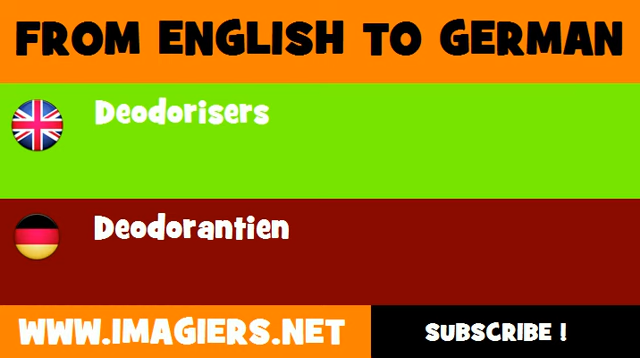 FROM ENGLISH TO GERMAN
Deodorisers
Deodorantien
WWW.IMAGIERS.NET
SUBSCRIBE !